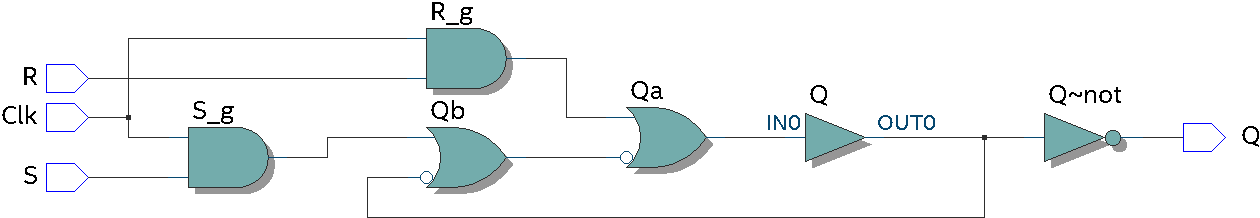 R_g
R
Clk
S_g
Qb
Qa
Q
Q~not
IN0
OUT0
Q
S